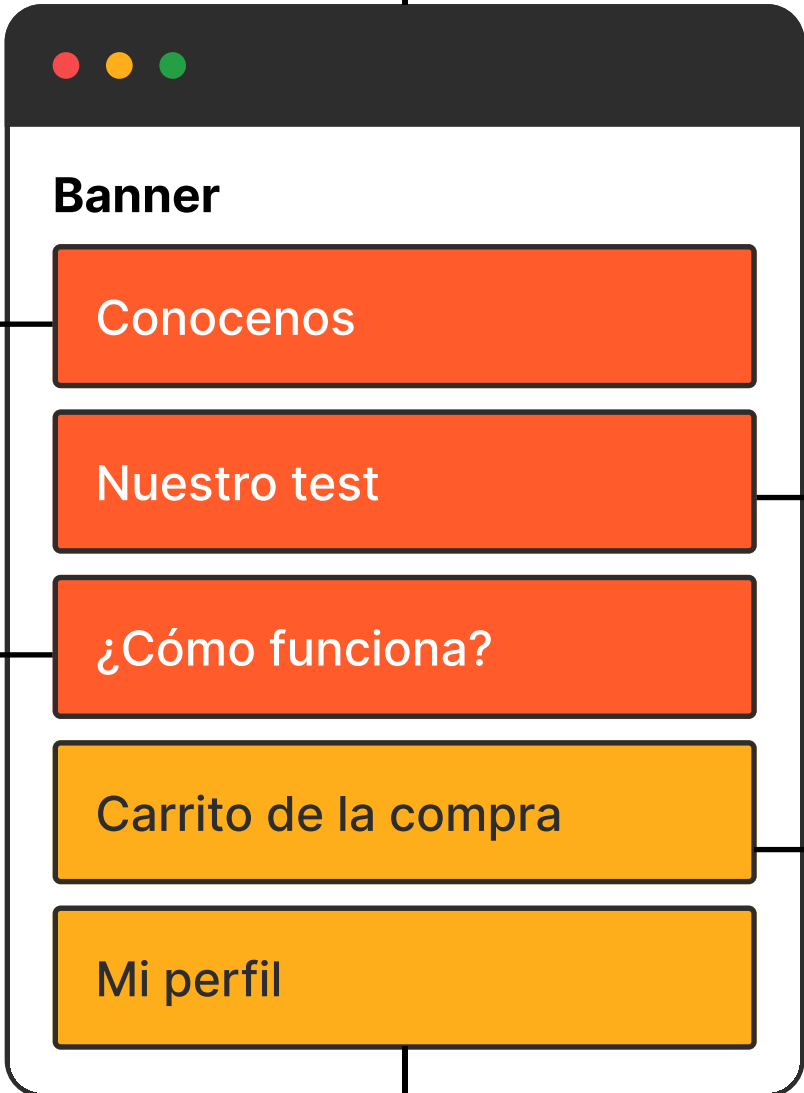 Banner
Conocenos
Nuestro test
¿Cómo funciona?
Carrito de la compra
Mi perfil